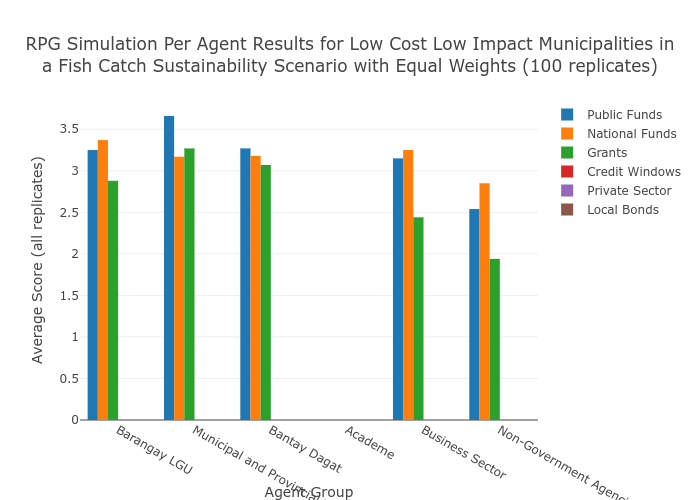 RPG Simulation Per Agent Results for Low Cost Low Impact Municipalities in
a Fish Catch Sustainability Scenario with Equal Weights (100 replicates)
Public Funds
National Funds
Grants
Credit Windows
Private Sector
Local Bonds
Average Score (all replicates)
3.5
3
2.5
2
1.5
1
0.5
0
Barangay LGU
Municipal and
Bantay Dagat
Academe
Business Sector
Non-Government
Agent Group